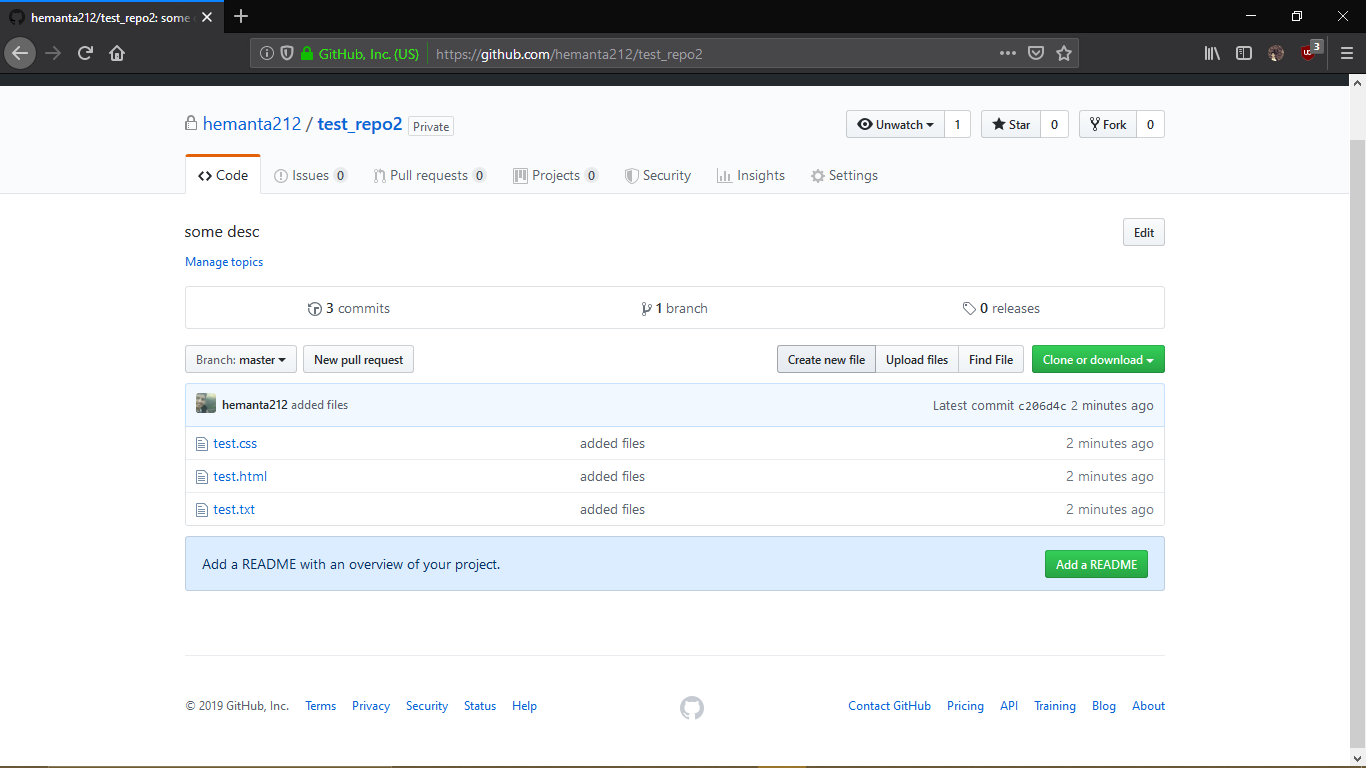 hemanta212/test_repo2: some
GitHub, Inc. (US) https://github.com/hemanta212/test_repo2 3
hemanta212 / test_repo2 Private Unwatch 1 Star 0 Fork 0
Code Issues 0 Pull requests 0 Projects 0 Security Insights Settings
some desc Edit
Manage topics
3 commits 1 branch 0 releases
Branch: master New pull request Create new file Upload files Find File Clone or download
hemanta212 added files Latest commit c206d4c 2 minutes ago
test.css added files 2 minutes ago
test.html added files 2 minutes ago
test.txt added files 2 minutes ago
Add a README with an overview of your project. Add a README
© 2019 GitHub, Inc. Terms Privacy Security Status Help Contact GitHub Pricing API Training Blog About